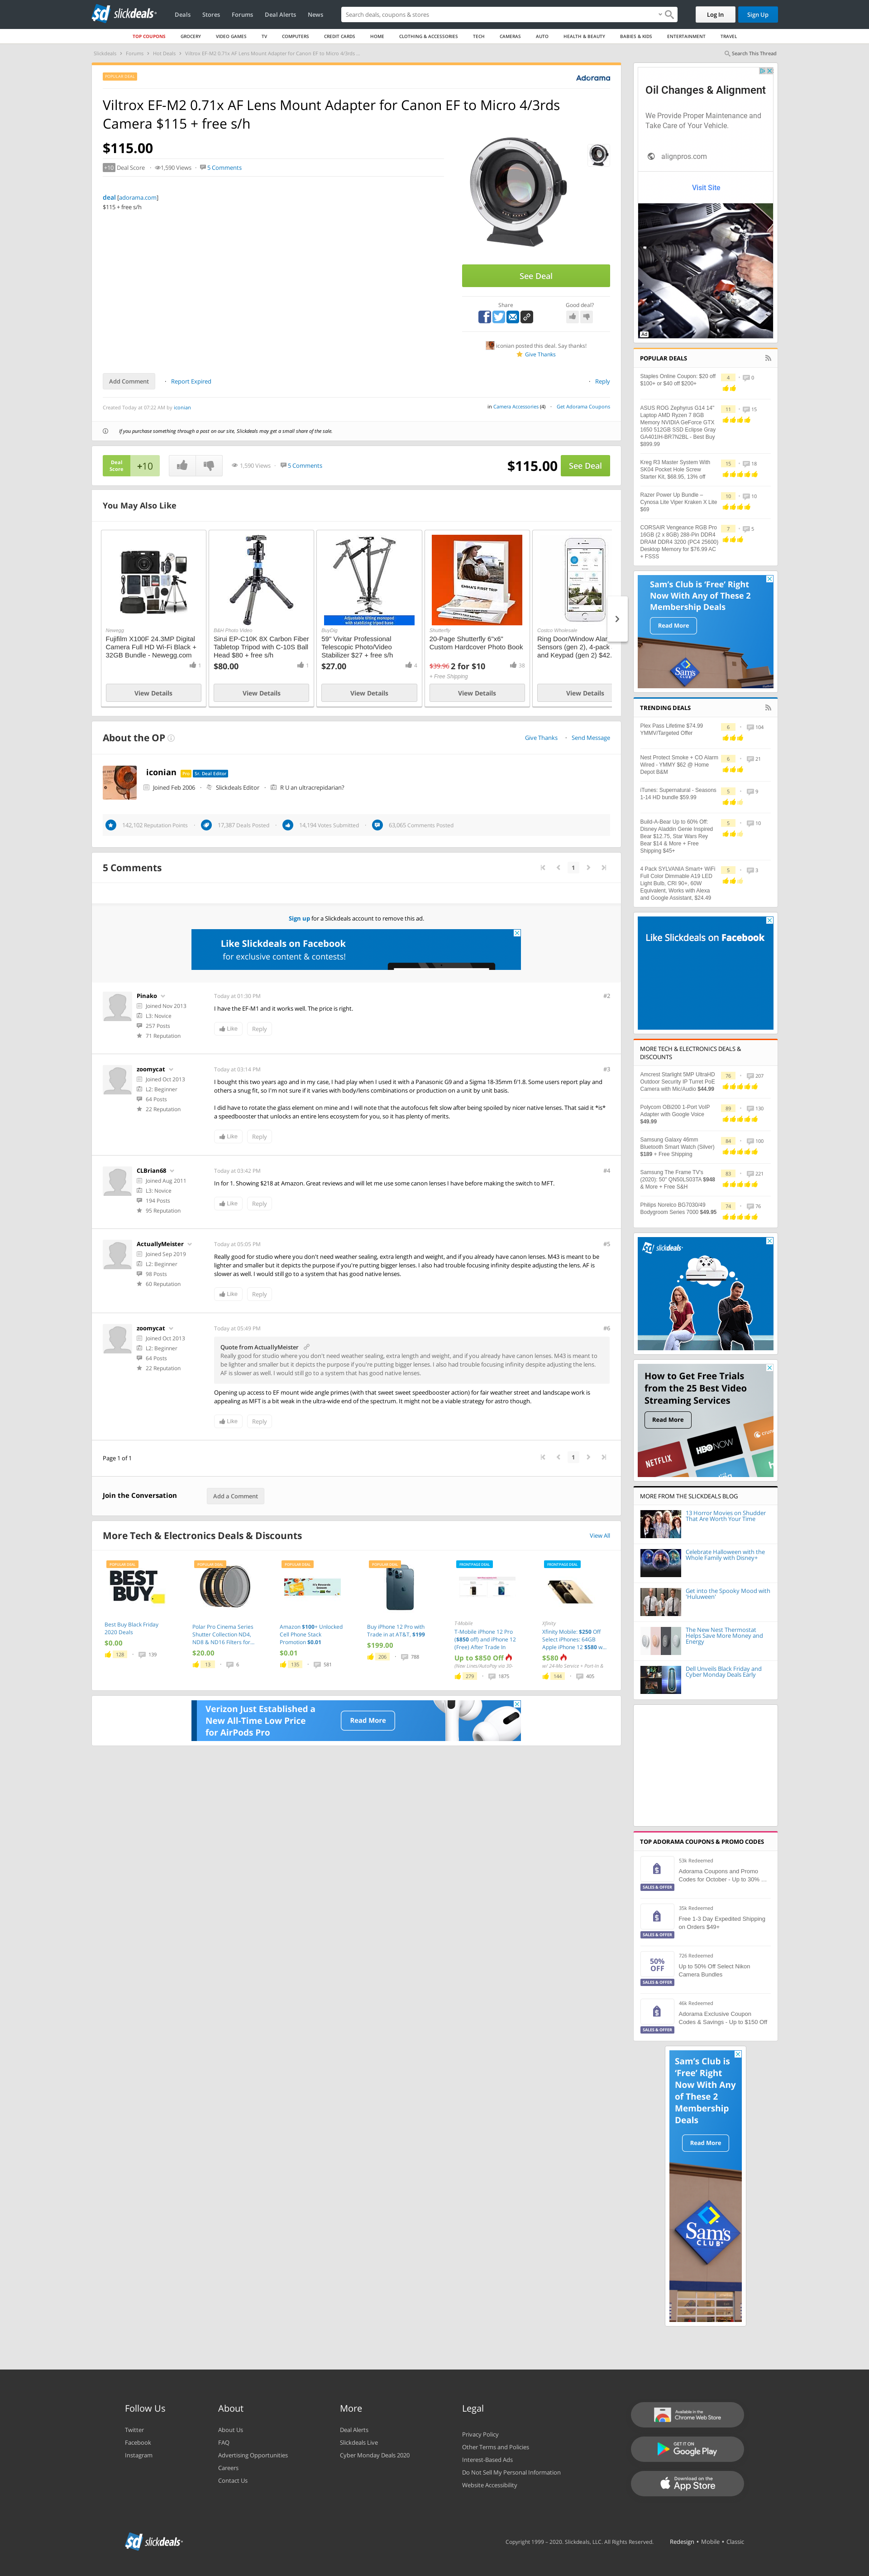 sd slickdeals
Deals Stores Forums Deal Alerts News
Search deals, coupons & stores
Log In Sign Up
TOP COUPONS GROCERY VIDEO GAMES TV COMPUTERS CREDIT CARDS HOME CLOTHING & ACCESSORIES TECH CAMERAS AUTO HEALTH & BEAUTY BABIES & KIDS ENTERTAINMENT TRAVEL
Slickdeals › Forums › Hot Deals › Viltrox EF-M2 0.71x AF Lens Mount Adapter for Canon EF to Micro 4/3rds ...
Search This Thread
POPULAR DEAL
Adorama
Viltrox EF-M2 0.71x AF Lens Mount Adapter for Canon EF to Micro 4/3rds
Camera $115 + free s/h
$115.00
+10 Deal Score 1,590 Views 5 Comments
deal [adorama.com]
$115 + free s/h
See Deal
Share Good deal?
iconian posted this deal. Say thanks!
Give Thanks
Add Comment Report Expired Reply
Created Today at 07:22 AM by iconian
in Camera Accessories (4) Get Adorama Coupons
If you purchase something through a post on our site, Slickdeals may get a small share of the sale.
Deal Score +10
1,590 Views 5 Comments
$115.00 See Deal
You May Also Like
Newegg
Fujifilm X100F 24.3MP Digital
Camera Full HD Wi-Fi Black +
32GB Bundle - Newegg.com
1
View Details
B&H Photo Video
Sirui EP-C10K 8X Carbon Fiber
Tabletop Tripod with C-10S Ball
Head $80 + free s/h
$80.00 1
View Details
Adjustable tilting monopod
with stabilizing tripod base
BuyDig
59" Vivitar Professional
Telescopic Photo/Video
Stabilizer $27 + free s/h
$27.00 4
View Details
EMMA'S FIRST TRIP
Shutterfly
20-Page Shutterfly 6"x6"
Custom Hardcover Photo Book
$39.96 2 for $10 38
+ Free Shipping
View Details
Costco Wholesale
Ring Door/Window Alar
Sensors (gen 2), 4-pack
and Keypad (gen 2) $42.
View Details
About the OP
Give Thanks Send Message
iconian Pro Sr. Deal Editor
Joined Feb 2006 Slickdeals Editor R U an ultracrepidarian?
142,102 Reputation Points 17,387 Deals Posted 14,194 Votes Submitted 63,065 Comments Posted
5 Comments
1
Sign up for a Slickdeals account to remove this ad.
Like Slickdeals on Facebook
for exclusive content & contests!
Pinako
Joined Nov 2013
L3: Novice
257 Posts
71 Reputation
Today at 01:30 PM #2
I have the EF-M1 and it works well. The price is right.
Like Reply
zoomycat
Joined Oct 2013
L2: Beginner
64 Posts
22 Reputation
Today at 03:14 PM #3
I bought this two years ago and in my case, I had play when I used it with a Panasonic G9 and a Sigma 18-35mm f/1.8. Some users report play and
others a snug fit, so I'm not sure if it varies with body/lens combinations or production on a unit by unit basis.
I did have to rotate the glass element on mine and I will note that the autofocus felt slow after being spoiled by nicer native lenses. That said it *is*
a speedbooster that unlocks an entire lens ecosystem for you, so it has plenty of merits.
Like Reply
CLBrian68
Joined Aug 2011
L3: Novice
194 Posts
95 Reputation
Today at 03:42 PM #4
In for 1. Showing $218 at Amazon. Great reviews and will let me use some canon lenses I have before making the switch to MFT.
Like Reply
ActuallyMeister
Joined Sep 2019
L2: Beginner
98 Posts
60 Reputation
Today at 05:05 PM #5
Really good for studio where you don't need weather sealing, extra length and weight, and if you already have canon lenses. M43 is meant to be
lighter and smaller but it depicts the purpose if you're putting bigger lenses. I also had trouble focusing infinity despite adjusting the lens. AF is
slower as well. I would still go to a system that has good native lenses.
Like Reply
zoomycat
Joined Oct 2013
L2: Beginner
64 Posts
22 Reputation
Today at 05:49 PM #6
Quote from ActuallyMeister
Really good for studio where you don't need weather sealing, extra length and weight, and if you already have canon lenses. M43 is meant to
be lighter and smaller but it depicts the purpose if you're putting bigger lenses. I also had trouble focusing infinity despite adjusting the lens.
AF is slower as well. I would still go to a system that has good native lenses.
Opening up access to EF mount wide angle primes (with that sweet sweet speedbooster action) for fair weather street and landscape work is
appealing as MFT is a bit weak in the ultra-wide end of the spectrum. It might not be a viable strategy for astro though.
Like Reply
Page 1 of 1
1
Join the Conversation Add a Comment
More Tech & Electronics Deals & Discounts View All
POPULAR DEAL
BEST BUY
Best Buy Black Friday
2020 Deals
$0.00
128 139
POPULAR DEAL
Polar Pro Cinema Series
Shutter Collection ND4,
ND8 & ND16 Filters for...
$20.00
13 6
POPULAR DEAL
Amazon $100+ Unlocked
Cell Phone Stack
Promotion $0.01
$0.01
135 581
POPULAR DEAL
Buy iPhone 12 Pro with
Trade in at AT&T, $199
$199.00
206 788
FRONTPAGE DEAL
T-Mobile
T-Mobile iPhone 12 Pro
($850 off) and iPhone 12
(Free) After Trade In
Up to $850 Off
279 1875
FRONTPAGE DEAL
Xfinity
Xfinity Mobile: $250 Off
Select iPhones: 64GB
Apple iPhone 12 $580 w...
$580
w/ 24-Mo Service + Port-In &
144 405
Verizon Just Established a
New All-Time Low Price
for AirPods Pro
Read More
Oil Changes & Alignment
We Provide Proper Maintenance and
Take Care of Your Vehicle.
alignpros.com
Visit Site
Ad
POPULAR DEALS
Staples Online Coupon: $20 off
$100+ or $40 off $200+
4 0
ASUS ROG Zephyrus G14 14"
Laptop AMD Ryzen 7 8GB
Memory NVIDIA GeForce GTX
1650 512GB SSD Eclipse Gray
GA401IH-BR7N2BL - Best Buy
$899.99
11 15
Kreg R3 Master System With
SK04 Pocket Hole Screw
Starter Kit, $68.95, 13% off
15 18
Razer Power Up Bundle –
Cynosa Lite Viper Kraken X Lite
$69
10 10
CORSAIR Vengeance RGB Pro
16GB (2 x 8GB) 288-Pin DDR4
DRAM DDR4 3200 (PC4 25600)
Desktop Memory for $76.99 AC
+ FSSS
7 5
Sam's Club is 'Free' Right
Now With Any of These 2
Membership Deals
Read More
TRENDING DEALS
Plex Pass Lifetime $74.99
YMMV/Targeted Offer
6 104
Nest Protect Smoke + CO Alarm
Wired - YMMY $62 @ Home
Depot B&M
6 21
iTunes: Supernatural - Seasons
1-14 HD bundle $59.99
5 9
Build-A-Bear Up to 60% Off:
Disney Aladdin Genie Inspired
Bear $12.75, Star Wars Rey
Bear $14 & More + Free
Shipping $45+
5 10
4 Pack SYLVANIA Smart+ WiFi
Full Color Dimmable A19 LED
Light Bulb, CRI 90+, 60W
Equivalent, Works with Alexa
and Google Assistant, $24.49
5 3
Like Slickdeals on Facebook
MORE TECH & ELECTRONICS DEALS &
DISCOUNTS
Amcrest Starlight 5MP UltraHD
Outdoor Security IP Turret PoE
Camera with Mic/Audio $44.99
76 207
Polycom OBi200 1-Port VoIP
Adapter with Google Voice
$49.99
89 130
Samsung Galaxy 46mm
Bluetooth Smart Watch (Silver)
$189 + Free Shipping
84 100
Samsung The Frame TV's
(2020): 50" QN50LS03TA $948
& More + Free S&H
83 221
Philips Norelco BG7030/49
Bodygroom Series 7000 $49.95
74 76
sd slickdeals
How to Get Free Trials
from the 25 Best Video
Streaming Services
Read More
NETFLIX HBO NOW
MORE FROM THE SLICKDEALS BLOG
13 Horror Movies on Shudder
That Are Worth Your Time
Celebrate Halloween with the
Whole Family with Disney+
Get into the Spooky Mood with
'Huluween'
The New Nest Thermostat
Helps Save More Money and
Energy
Dell Unveils Black Friday and
Cyber Monday Deals Early
TOP ADORAMA COUPONS & PROMO CODES
53k Redeemed
Adorama Coupons and Promo
Codes for October - Up to 30% ...
SALES & OFFER
35k Redeemed
Free 1-3 Day Expedited Shipping
on Orders $49+
SALES & OFFER
50%
OFF
726 Redeemed
Up to 50% Off Select Nikon
Camera Bundles
SALES & OFFER
46k Redeemed
Adorama Exclusive Coupon
Codes & Savings - Up to $150 Off
SALES & OFFER
Sam's Club is
'Free' Right
Now With Any
of These 2
Membership
Deals
Read More
Sam's
CLUB
Follow Us
Twitter
Facebook
Instagram
About
About Us
FAQ
Advertising Opportunities
Careers
Contact Us
More
Deal Alerts
Slickdeals Live
Cyber Monday Deals 2020
Legal
Privacy Policy
Other Terms and Policies
Interest-Based Ads
Do Not Sell My Personal Information
Website Accessibility
Available in the
Chrome Web Store
GET IT ON
Google Play
Download on the
App Store
sd slickdeals
Copyright 1999 - 2020, Slickdeals, LLC. All Rights Reserved. Redesign • Mobile • Classic